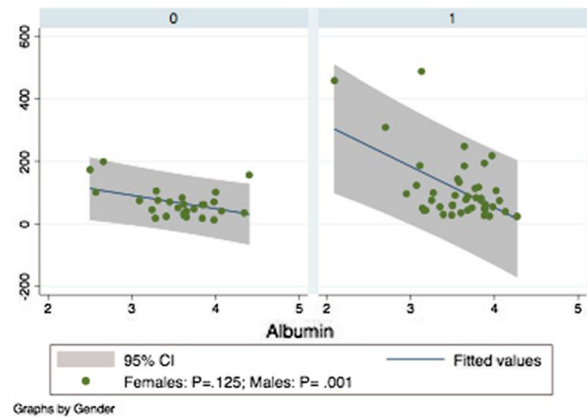 0 1
600
400
200
0
-200
2 3 4 5 2 3 4 5
Albumin
95% CI Fitted values
Females: P=.125; Males: P= .001
Graphs by Gender